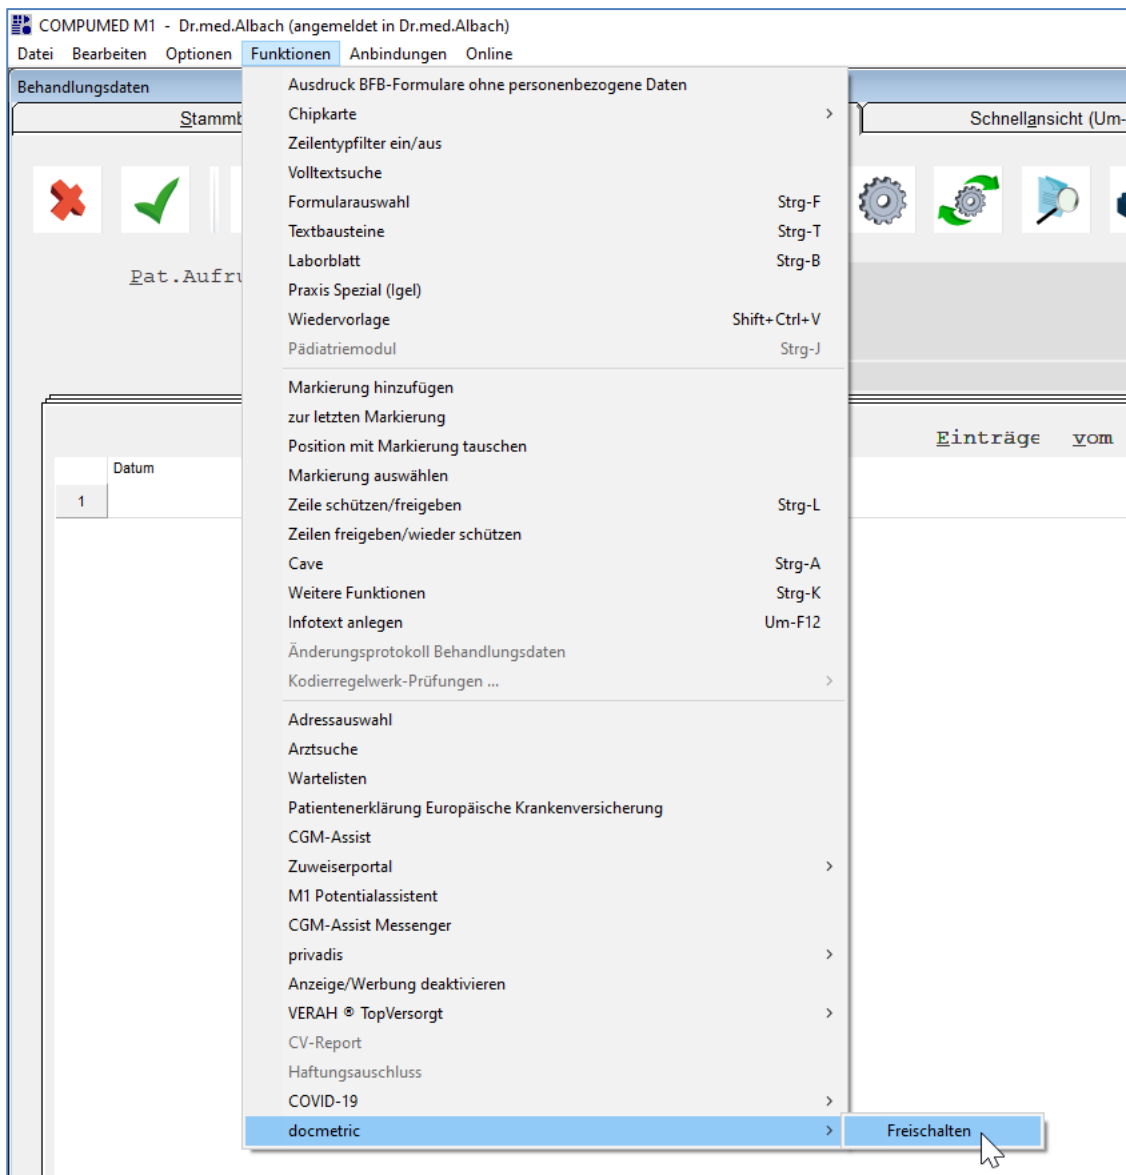 COMPUMED M1 - Dr.med.Albach (angemeldet in Dr.med.Albach)
Datei Bearbeiten Optionen Funktionen Anbindungen Online
Behandlungsdaten
Schnellansicht (Um-
Ausdruck BFB-Formulare ohne personenbezogene Daten
Chipkarte
Zeilentypfilter ein/aus
Volltextsuche
Formularauswahl Strg-F
Textbausteine Strg-T
Laborblatt Strg-B
Praxis Spezial (Igel)
Wiedervorlage Shift+Ctrl+V
Pädiatriemodul Strg-J
Markierung hinzufügen
zur letzten Markierung
Position mit Markierung tauschen
Markierung auswählen
Zeile schützen/freigeben Strg-L
Zeilen freigeben/wieder schützen
Cave Strg-A
Weitere Funktionen Strg-K
Infotext anlegen Um-F12
Änderungsprotokoll Behandlungsdaten
Kodierregelwerk-Prüfungen ...
Adressauswahl
Arztsuche
Wartelisten
Patientenerklärung Europäische Krankenversicherung
CGM-Assist
Zuweiserportal
M1 Potentialassistent
CGM-Assist Messenger
privadis
Anzeige/Werbung deaktivieren
VERAH ® TopVersorgt
CV-Report
Haftungsauschluss
COVID-19
docmetric
Freischalten
Stammb
Pat.Aufru
Einträge vom
Datum
1